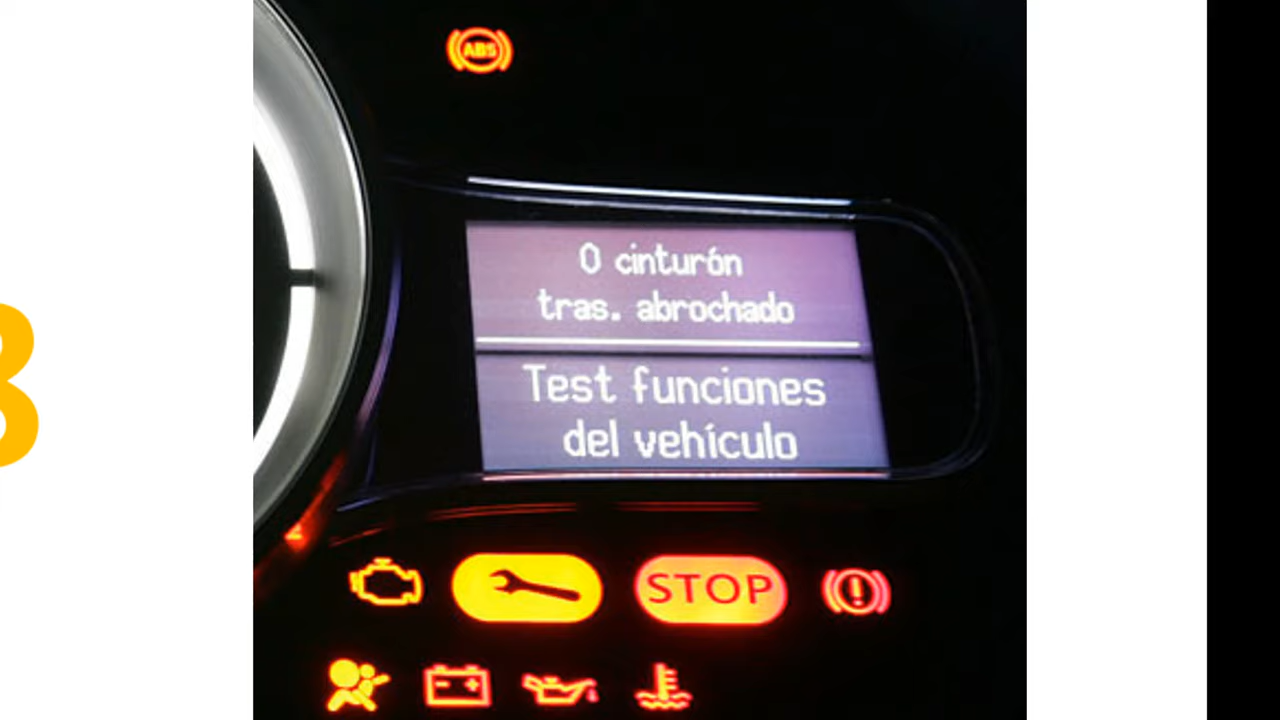 ABS
0 cinturón
tras. abrochado
Test funciones
del vehículo
STOP